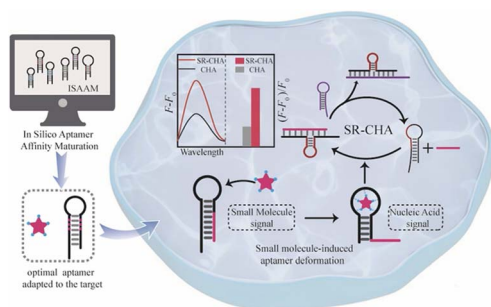 ISAAM
In Silico Aptamer
Affinity Maturation
optimal aptamer
adapted to the target
F-F0
SR-CHA
CHA
Wavelength
SR-CHA
CHA
(F-F0)/F0
SR-CHA
+
Small Molecule
signal
Small molecule-induced
aptamer deformation
Nucleic Acid
signal